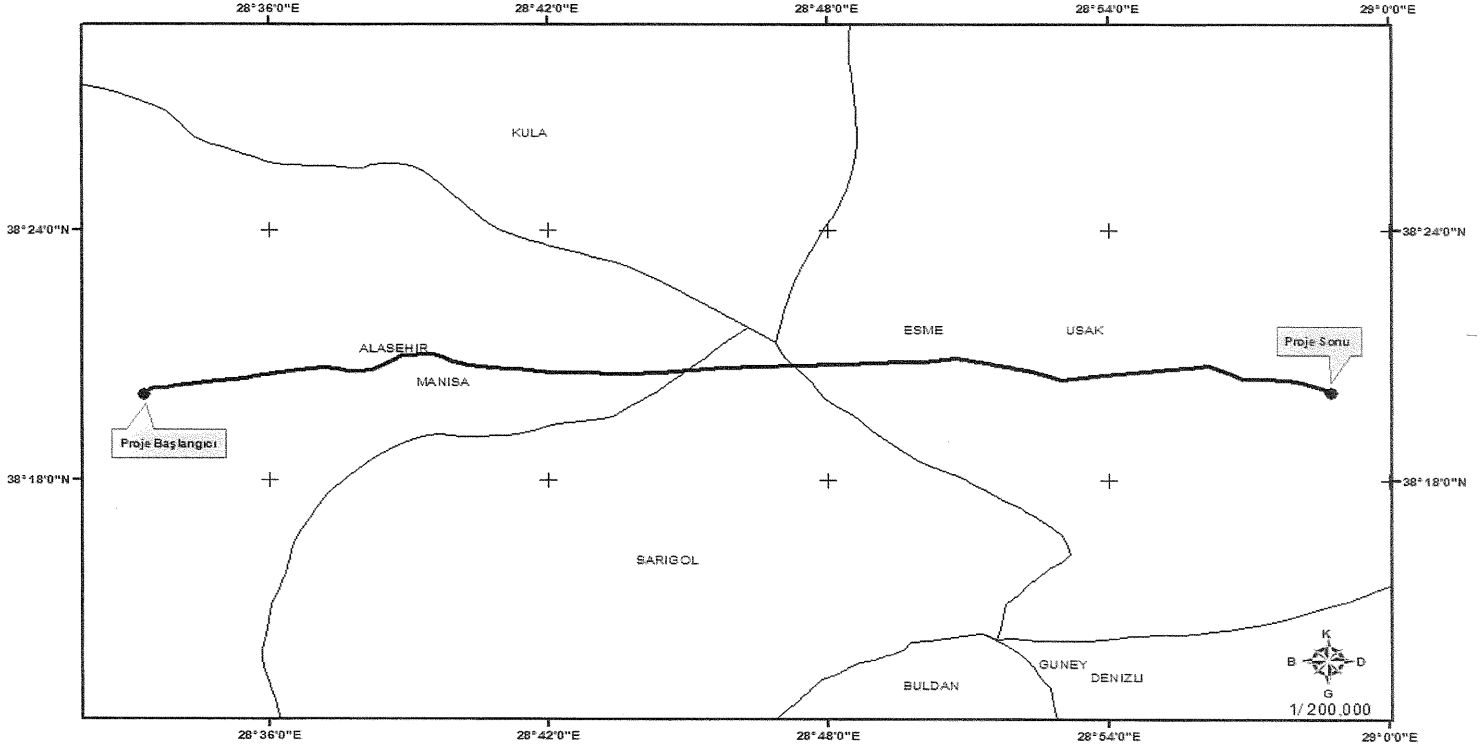 28°36'0"E
28°42'0"E
28°48'0"E
28°54'0"E
29°0'0"E
KULA
38°24'0"N
38°24'0"N
ALASEHIR
ESME
USAK
Proje Sonu
MANISA
Proje Başlangıcı
38°18'0"N
38°18'0"N
SARIGOL
K
B
D
G
GUNEY
BULDAN
DENIZLI
1/200,000
28°36'0"E
28°42'0"E
28°48'0"E
28°54'0"E
29°0'0"E